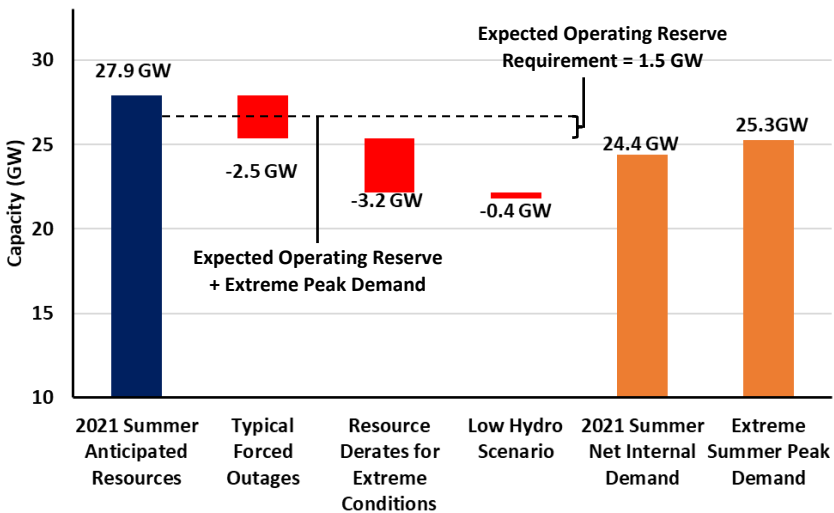 Expected Operating Reserve
Requirement = 1.5 GW
30
27.9 GW
25
24.4 GW
25.3GW
-2.5 GW
-3.2 GW
-0.4 GW
20
Expected Operating Reserve
+ Extreme Peak Demand
15
10
Capacity (GW)
2021 Summer
Anticipated
Resources
Typical
Forced
Outages
Resource
Derates for
Extreme
Conditions
Low Hydro
Scenario
2021 Summer
Net Internal
Demand
Extreme
Summer Peak
Demand